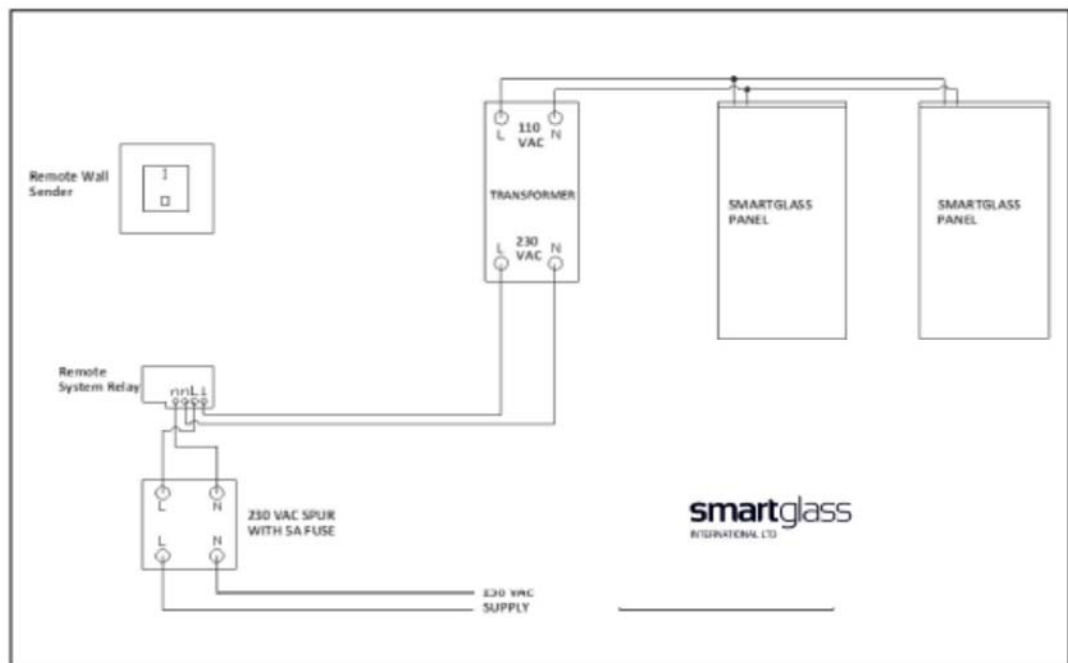 L
N
110
VAC
Remote Wall
Sender
I
TRANSFORMER
SMARTGLASS
PANEL
SMARTGLASS
PANEL
L
230
VAC
N
Remote
System Relay
n n L L
L
N
230 VAC SPUR
WITH 5A FUSE
L
N
smartglass
INTERNATIONAL LTD
VAC
SUPPLY